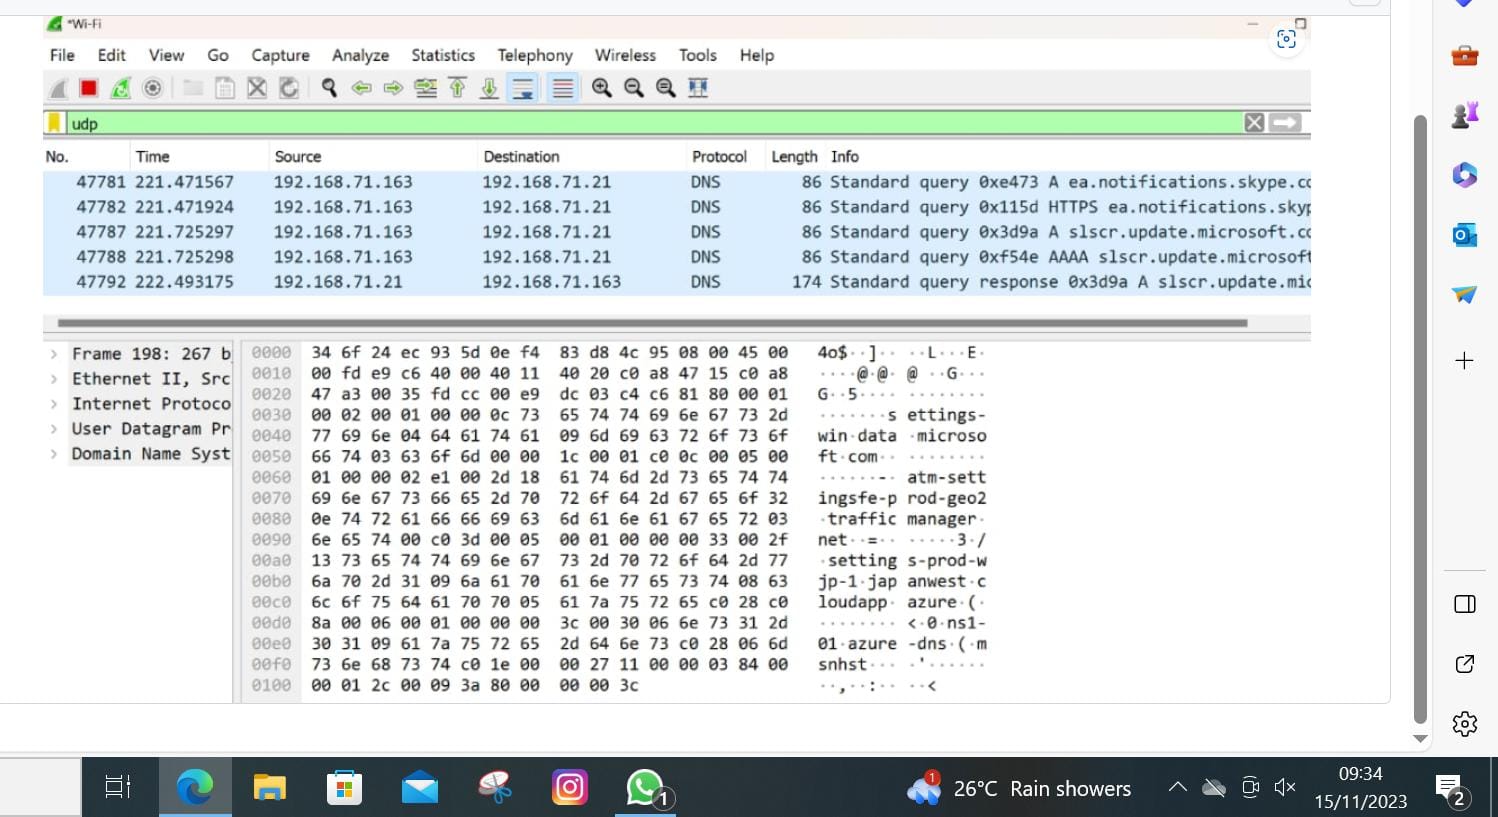 *Wi-Fi
File Edit View Go Capture Analyze Statistics Telephony Wireless Tools Help
udp
No. Time Source Destination Protocol Length Info
47781 221.471567 192.168.71.163 192.168.71.21 DNS 86 Standard query 0xe473 A ea.notifications.skype.cc
47782 221.471924 192.168.71.163 192.168.71.21 DNS 86 Standard query 0x115d HTTPS ea.notifications.skyp
47787 221.725297 192.168.71.163 192.168.71.21 DNS 86 Standard query 0x3d9a A slscr.update.microsoft.cc
47788 221.725298 192.168.71.163 192.168.71.21 DNS 86 Standard query 0xf54e AAAA slscr.update.microsoft
47792 222.493175 192.168.71.21 192.168.71.163 DNS 174 Standard query response 0x3d9a A slscr.update.mic
Frame 198: 267 b
Ethernet II, Src
Internet Protoco
User Datagram Pr
Domain Name Syst
0000 34 6f 24 ec 93 5d 0e f4 83 d8 4c 95 08 00 45 00 4o$··]·· ··L···E·
0010 00 fd e9 c6 40 00 40 11 40 20 c0 a8 47 15 c0 a8 ····@·@· @ ··G···
0020 47 a3 00 35 fd cc 00 e9 dc 03 c4 c6 81 80 00 01 G··5···· ········
0030 00 02 00 01 00 00 0c 73 65 74 74 69 6e 67 73 2d ·······s ettings-
0040 77 69 6e 04 64 61 74 61 09 6d 69 63 72 6f 73 6f win·data ·microso
0050 66 74 03 63 6f 6d 00 00 1c 00 01 c0 0c 00 05 00 ft·com·· ········
0060 01 00 00 02 e1 00 2d 18 61 74 6d 2d 73 65 74 74 ······-· atm-sett
0070 69 6e 67 73 66 65 2d 70 72 6f 64 2d 67 65 6f 32 ingsfe-p rod-geo2
0080 0e 74 72 61 66 66 69 63 6d 61 6e 61 67 65 72 03 ·traffic manager·
0090 6e 65 74 00 c0 3d 00 05 00 01 00 00 00 33 00 2f net··=·· ·····3·/
00a0 13 73 65 74 74 69 6e 67 73 2d 70 72 6f 64 2d 77 ·setting s-prod-w
00b0 6a 70 2d 31 09 6a 61 70 61 6e 77 65 73 74 08 63 jp-1·jap anwest·c
00c0 6c 6f 75 64 61 70 70 05 61 7a 75 72 65 c0 28 c0 loudapp· azure·(·
00d0 8a 00 06 00 01 00 00 00 3c 00 30 06 6e 73 31 2d ········ <·0·ns1-
00e0 30 31 09 61 7a 75 72 65 2d 64 6e 73 c0 28 06 6d 01·azure -dns·(·m
00f0 73 6e 68 73 74 c0 1e 00 00 27 11 00 00 03 84 00 snhst··· ·'······
0100 00 01 2c 00 09 3a 80 00 00 00 00 3c ··,··:·· ···<
1
1
26°C Rain showers
09:34
15/11/2023
2